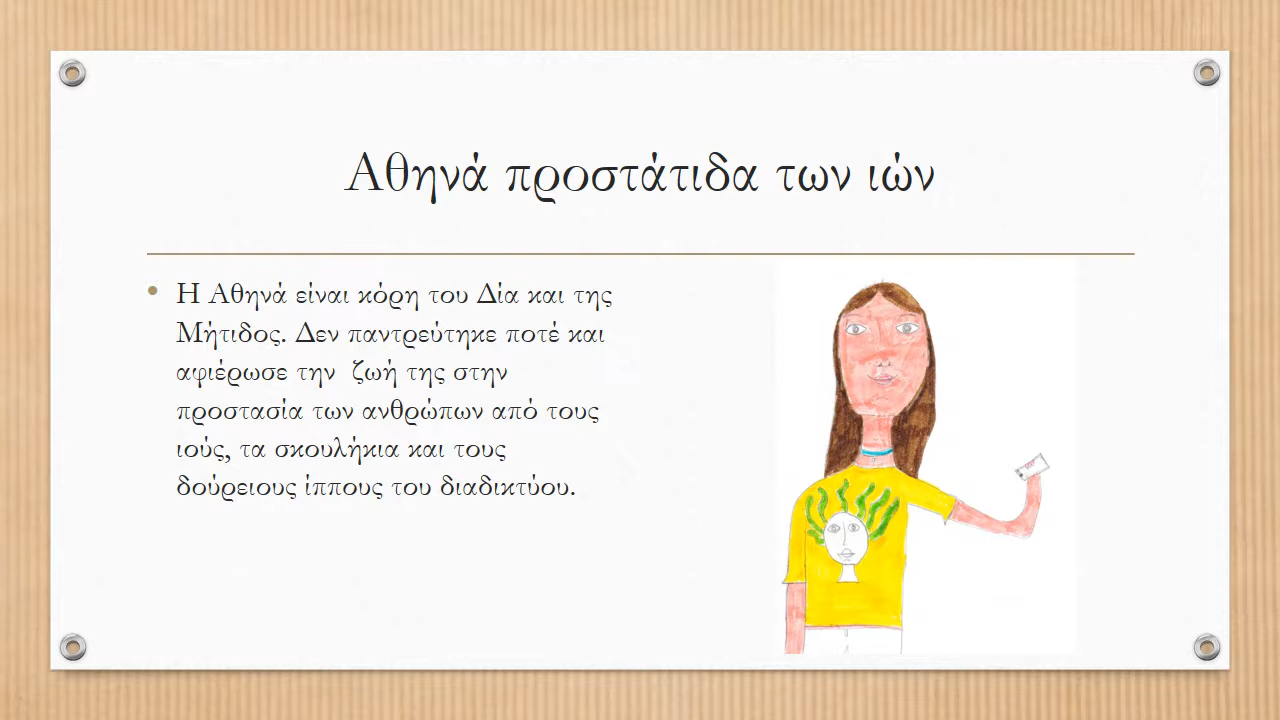 Αθηνά προστάτιδα των ιών
• Η Αθηνά είναι κόρη του Δία και της
Μήτιδος. Δεν παντρεύτηκε ποτέ και
αφιέρωσε την  ζωή της στην
προστασία των ανθρώπων από τους
ιούς, τα σκουλήκια και τους
δούρειους ίππους του διαδικτύου.